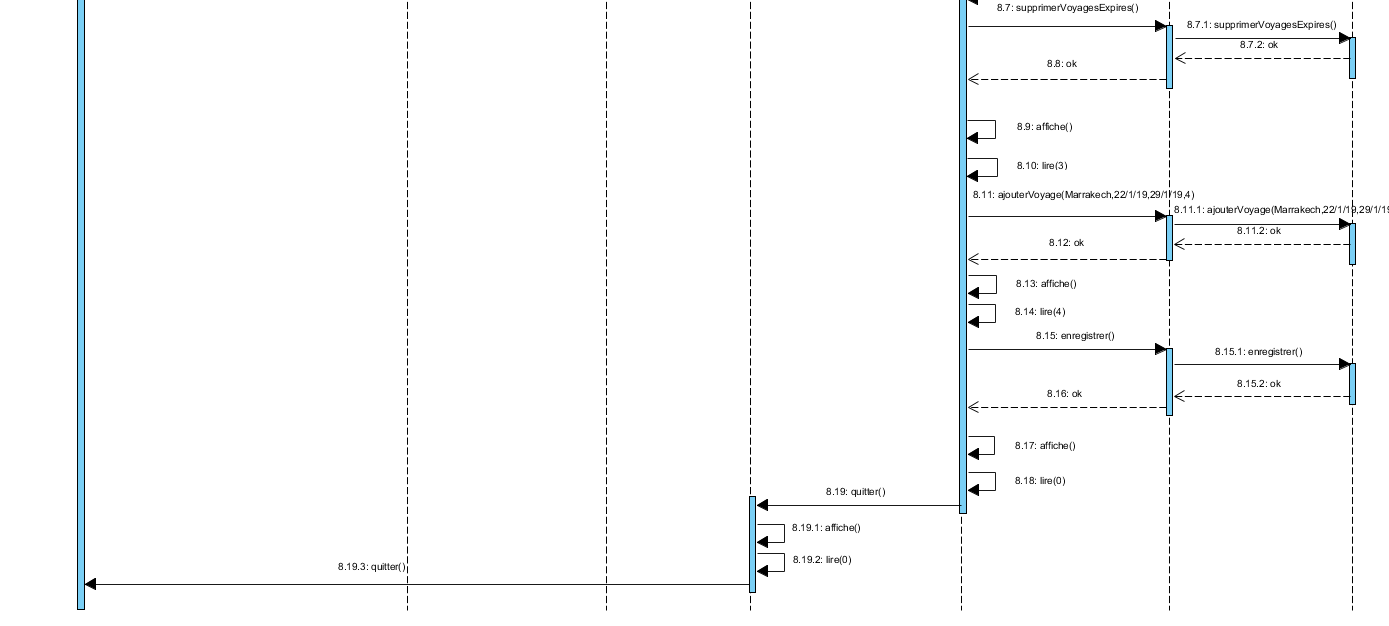 8.7: supprimerVoyagesExpires()
8.7.1: supprimerVoyagesExpires()
8.7.2: ok
8.8: ok
8.9: affiche()
8.10: lire(3)
8.11: ajouterVoyage(Marrakech,22/1/19,29/1/19,4)
8.11.1: ajouterVoyage(Marrakech,22/1/19,29/1/19
8.11.2: ok
8.12: ok
8.13: affiche()
8.14: lire(4)
8.15: enregistrer()
8.15.1: enregistrer()
8.15.2: ok
8.16: ok
8.17: affiche()
8.18: lire(0)
8.19: quitter()
8.19.1: affiche()
8.19.2: lire(0)
8.19.3: quitter()